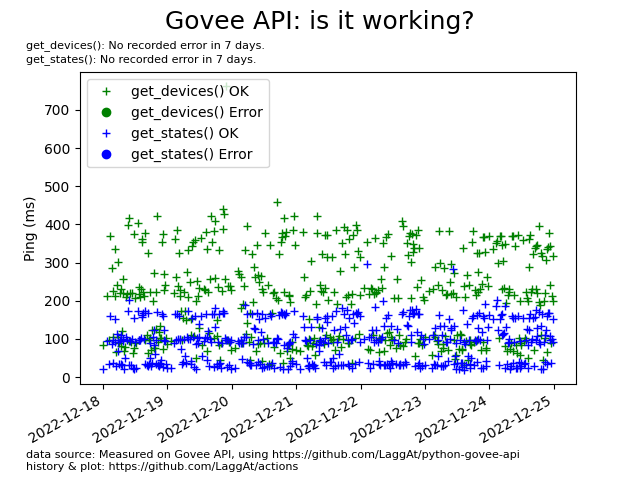 Govee API: is it working?
get_devices(): No recorded error in 7 days.
get_states(): No recorded error in 7 days.
get_devices() OK
get_devices() Error
get_states() OK
get_states() Error
Ping (ms)
700
600
500
400
300
200
100
0
2022-12-18
2022-12-19
2022-12-20
2022-12-21
2022-12-22
2022-12-23
2022-12-24
2022-12-25
data source: Measured on Govee API, using https://github.com/LaggAt/python-govee-api
history & plot: https://github.com/LaggAt/actions